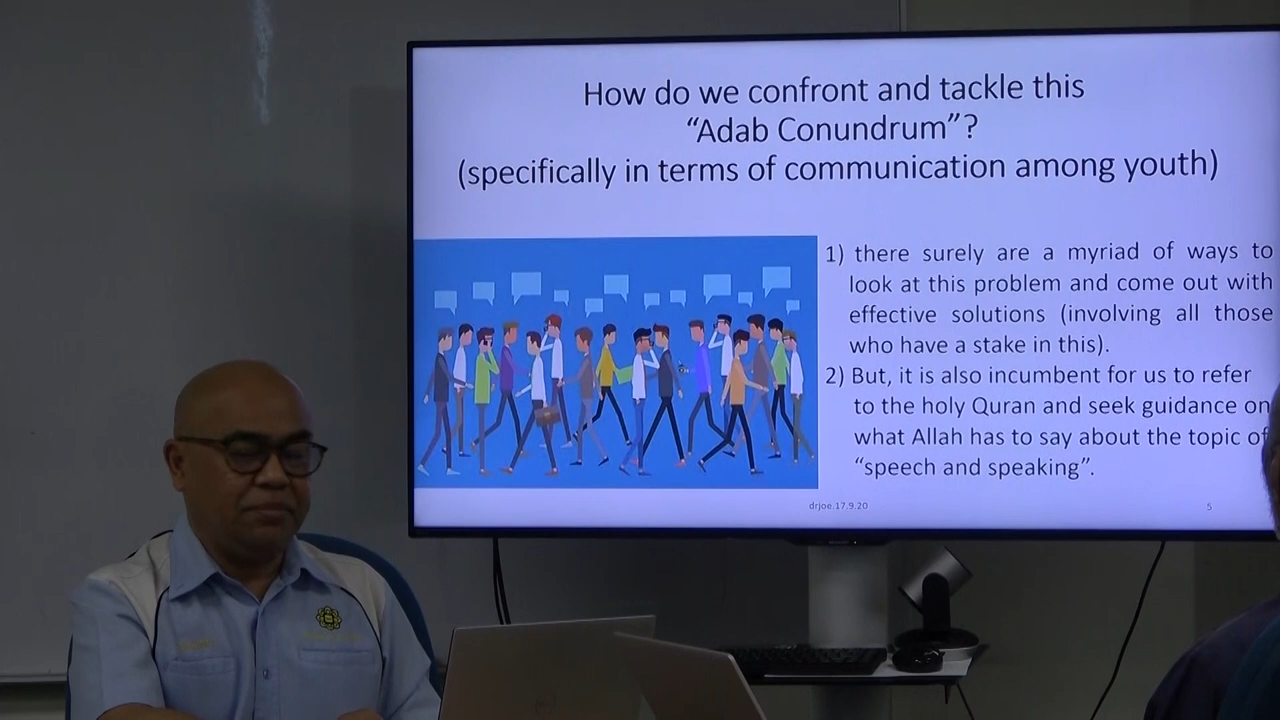 How do we confront and tackle this
“Adab Conundrum”?
(specifically in terms of communication among youth)
1) there surely are a myriad of ways to
look at this problem and come out with
effective solutions (involving all those
who have a stake in this).
2) But, it is also incumbent for us to refer
to the holy Quran and seek guidance on
what Allah has to say about the topic of
“speech and speaking”.
drjoe.17.9.20
5